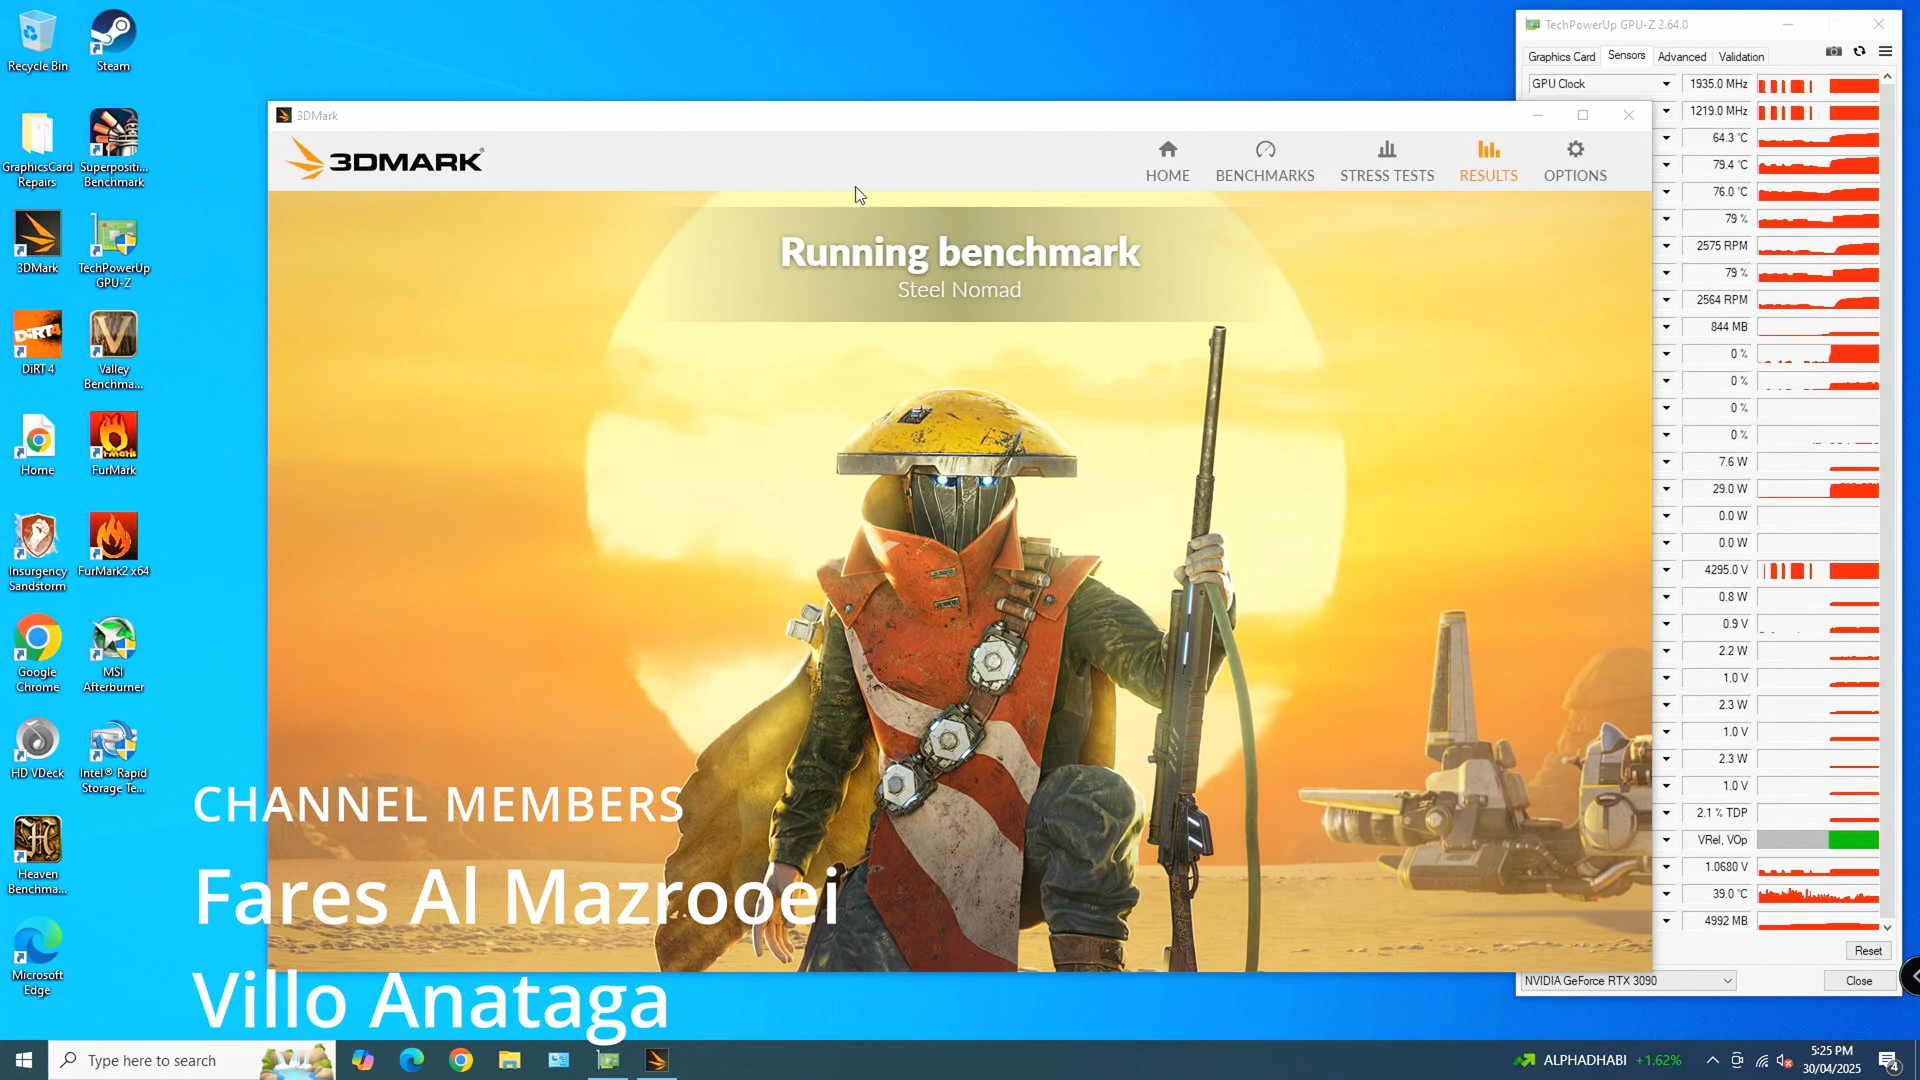 Recycle Bin
Steam
GraphicsCard Repairs
Superpositi... Benchmark
3DMark
TechPowerUp GPU-Z
DiRT 4
Valley Benchma...
Home
FurMark
Insurgency Sandstorm
FurMark2 x64
Google Chrome
MSI Afterburner
HD VDeck
Intel® Rapid Storage Te...
Heaven Benchma...
Microsoft Edge
3DMark
3DMARK
HOME
BENCHMARKS
STRESS TESTS
RESULTS
OPTIONS
Running benchmark
Steel Nomad
CHANNEL MEMBERS
Fares Al Mazrooei
Villo Anataga
TechPowerUp GPU-Z 2.64.0
Graphics Card
Sensors
Advanced
Validation
GPU Clock
1935.0 MHz
1219.0 MHz
64.3 °C
79.4 °C
76.0 °C
79 %
2575 RPM
79 %
2564 RPM
844 MB
0 %
0 %
0 %
0 %
7.6 W
29.0 W
0.0 W
0.0 W
4295.0 V
0.8 W
0.9 V
2.2 W
1.0 V
2.3 W
1.0 V
2.3 W
1.0 V
2.1 % TDP
VRel, VOp
1.0680 V
39.0 °C
4992 MB
Reset
NVIDIA GeForce RTX 3090
Close
Type here to search
ALPHADHABI +1.62%
5:25 PM
30/04/2025
4